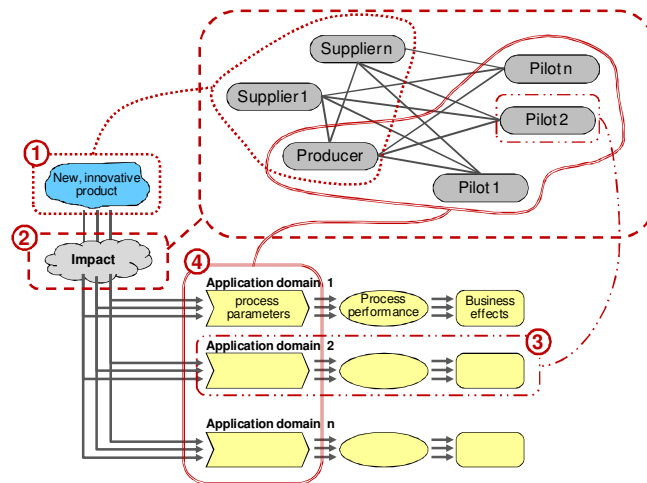 Supplier n
Pilot n
Supplier 1
Pilot 2
1
Producer
New, innovative
product
Pilot 1
2
Impact
4
Application domain 1
process
parameters
Process
performance
Business
effects
3
Application domain 2
Application domain n